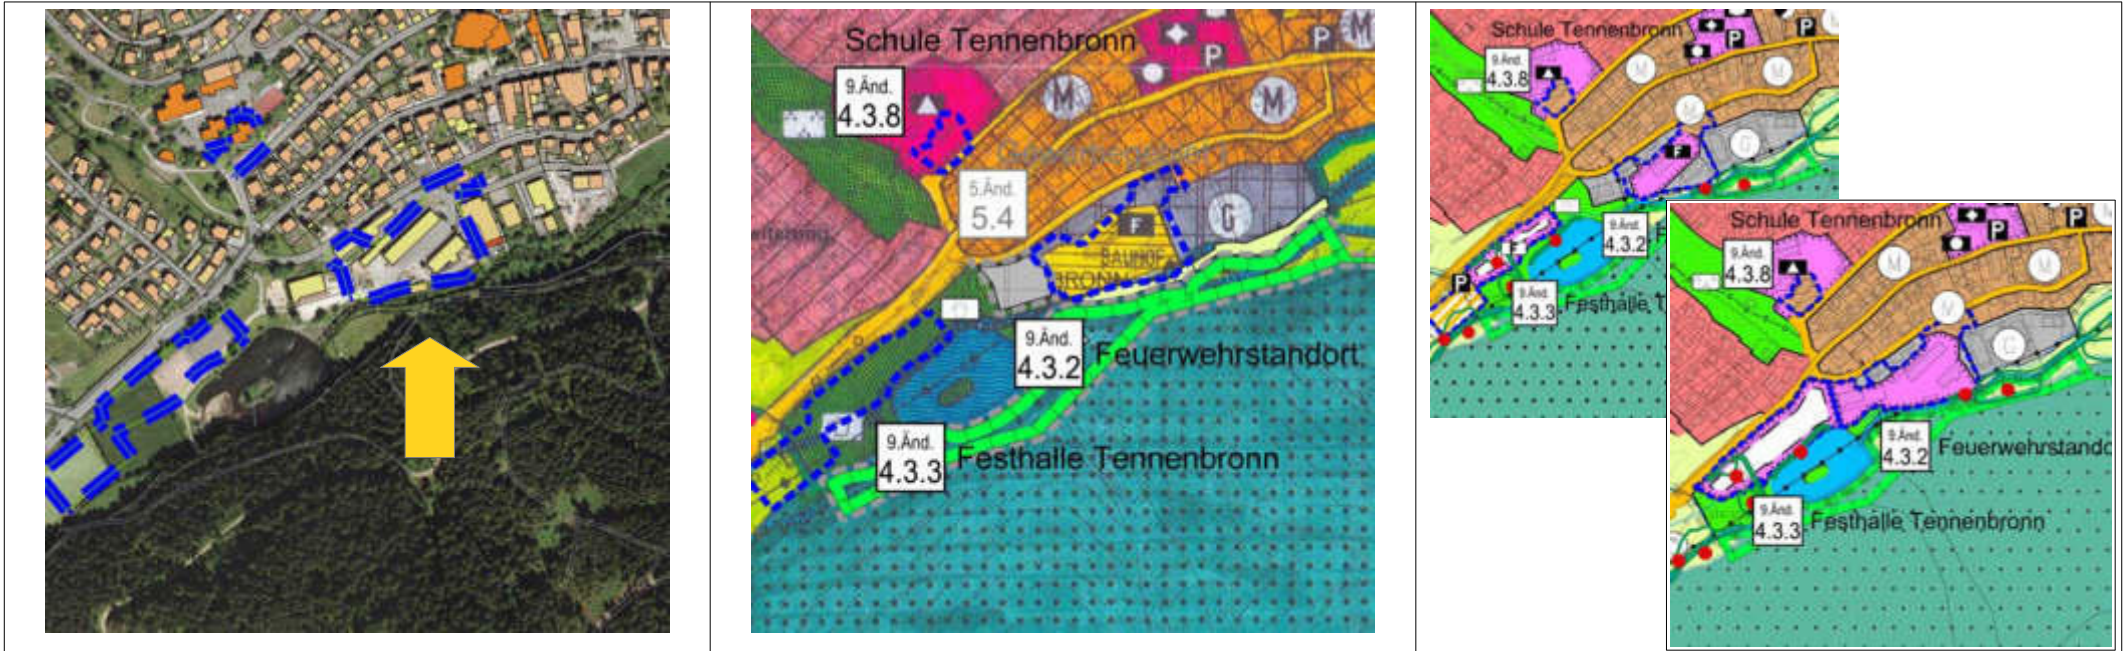 Schule Tennenbronn
P
P
M
9.Änd.
4.3.8
M
M
5.Änd.
5.4
G
F
BAUHOF
BRONN
9.Änd.
4.3.2
Feuerwehrstandort
9.Änd.
4.3.3
Festhalle Tennenbronn
Schule Tennenbronn
P
P
M
9.Änd.
4.3.8
M
M
M
G
F
9.Änd.
4.3.2
F
F
P
9.Änd.
4.3.3
Festhalle T
Schule Tennenbronn
P
P
M
9.Änd.
4.3.8
M
M
M
G
9.Änd.
4.3.2
Feuerwehrstando
9.Änd.
4.3.3
Festhalle Tennenbronn